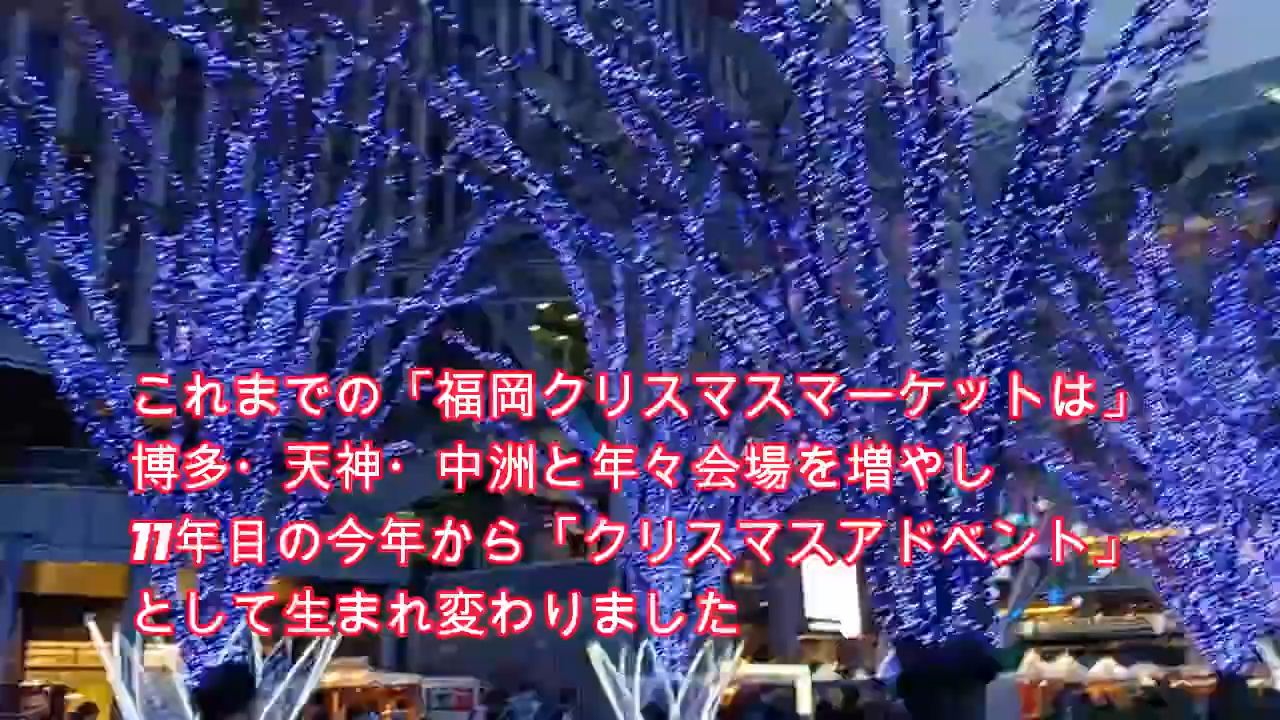 これまでの「福岡クリスマスマーケットは」
博多・天神・中洲と年々会場を増やし
11年目の今年から「クリスマスアドベント」
として生まれ変わりました